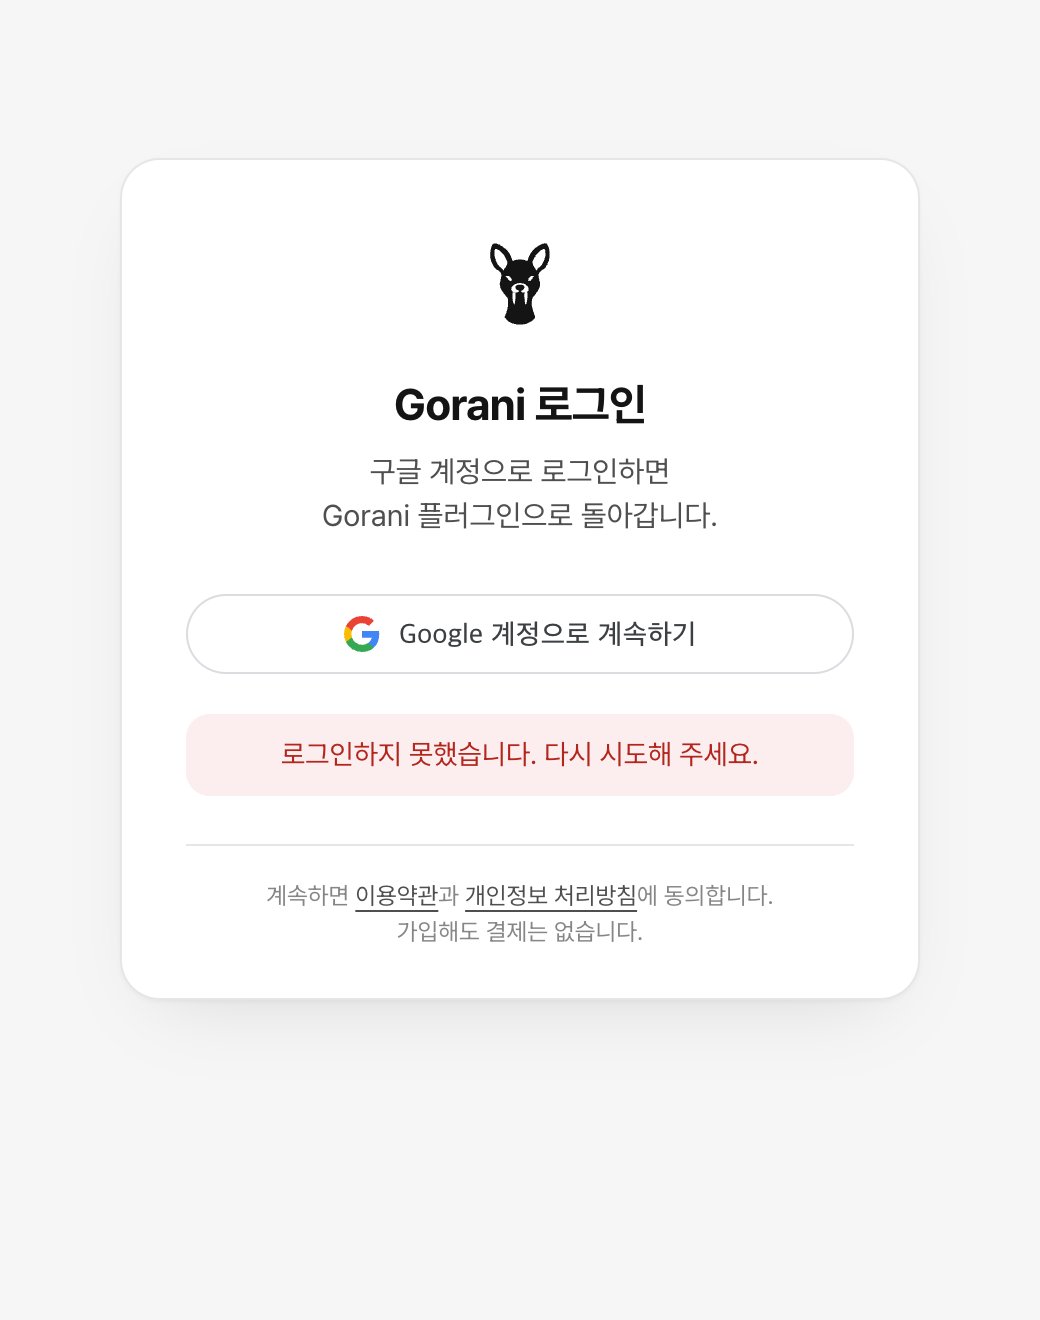 Gorani 로그인
구글 계정으로 로그인하면
Gorani 플러그인으로 돌아갑니다.
Google 계정으로 계속하기
로그인하지 못했습니다. 다시 시도해 주세요.
계속하면 이용약관과 개인정보 처리방침에 동의합니다.
가입해도 결제는 없습니다.